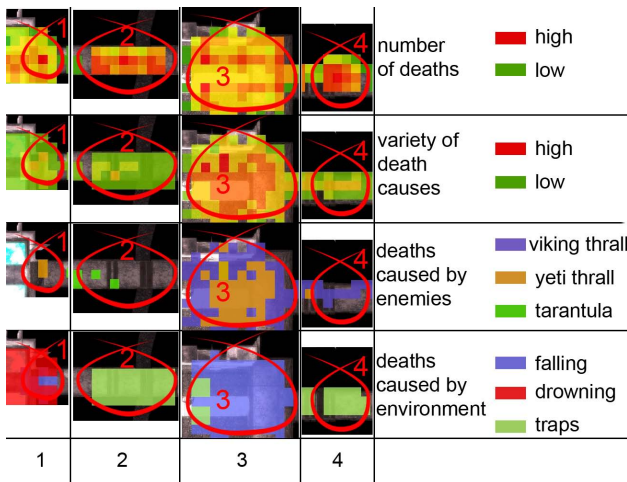 1 2 3 4 number of deaths high
low
1 2 3 4 variety of death causes high
low
1 2 3 4 deaths caused by enemies viking thrall
yeti thrall
tarantula
1 2 3 4 deaths caused by environment falling
drowning
traps
1 2 3 4